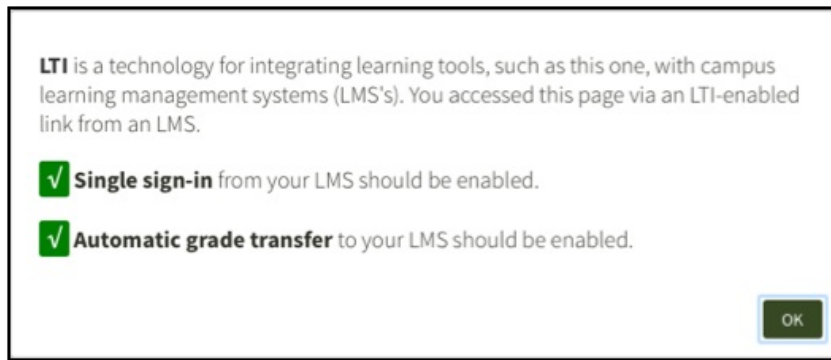 LTI is a technology for integrating learning tools, such as this one, with campus
learning management systems (LMS's). You accessed this page via an LTI-enabled
link from an LMS.
√ Single sign-in from your LMS should be enabled.
√ Automatic grade transfer to your LMS should be enabled.
OK